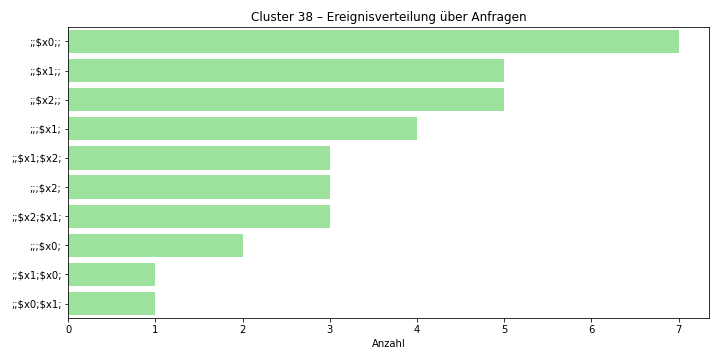 Cluster 38 – Ereignisverteilung über Anfragen
;;$x0;;
;;$x1;;
;;$x2;;
;;;$x1;
;;$x1;$x2;
;;;$x2;
;;$x2;$x1;
;;;$x0;
;;$x1;$x0;
;;$x0;$x1;
0 1 2 3 4 5 6 7
Anzahl